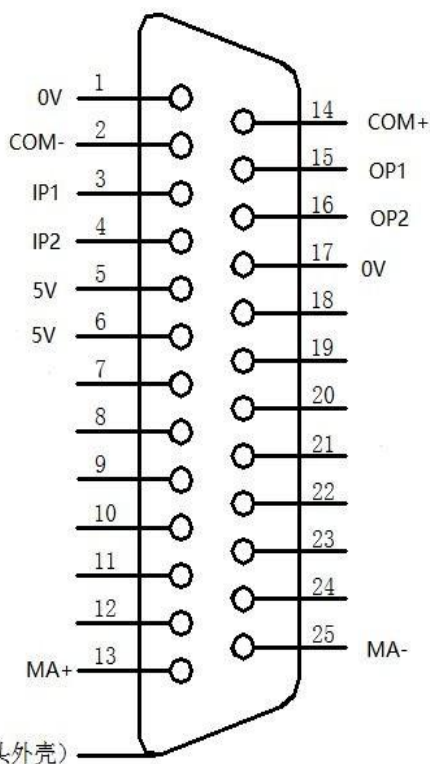 0V 1
14 COM+
COM- 2
15 OP1
IP1 3
16 OP2
IP2 4
17 0V
5V 5
18
5V 6
19
7
20
8
21
9
22
10
23
11
24
12
25 MA-
MA+ 13
外壳)